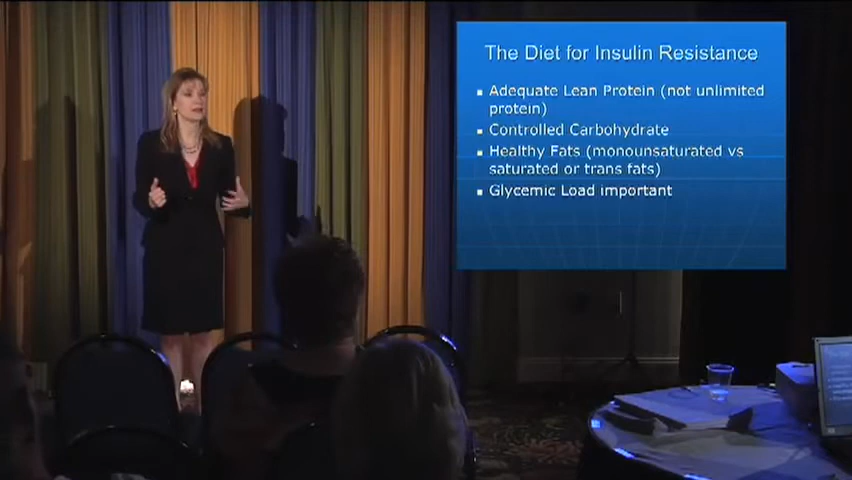 The Diet for Insulin Resistance
Adequate Lean Protein (not unlimited
protein)
Controlled Carbohydrate
Healthy Fats (monounsaturated vs
saturated or trans fats)
Glycemic Load important